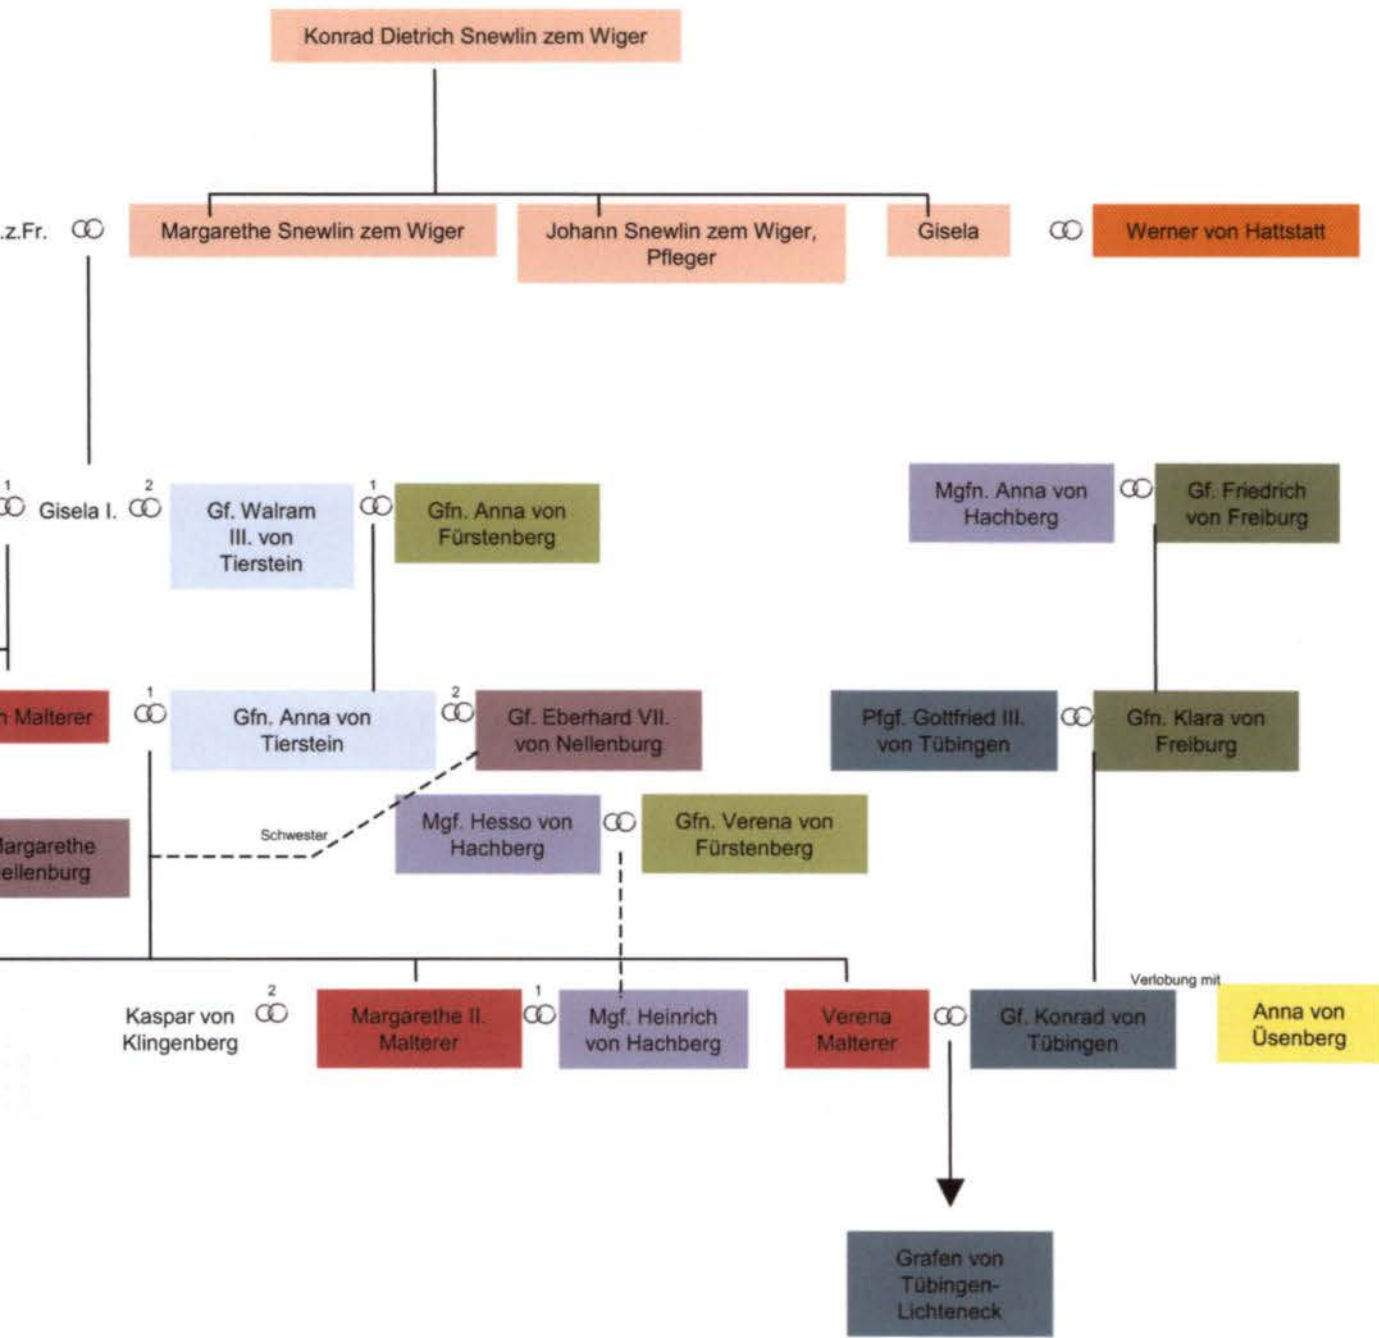 Konrad Dietrich Snewlin zem Wiger
.z.Fr.
Margarethe Snewlin zem Wiger
Johann Snewlin zem Wiger,
Pfleger
Gisela
Werner von Hattstatt
1
Gisela I.
2
Gf. Walram
III. von
Tierstein
1
Gfn. Anna von
Fürstenberg
Mgfn. Anna von
Hachberg
Gf. Friedrich
von Freiburg
n Malterer
1
Gfn. Anna von
Tierstein
2
Gf. Eberhard VII.
von Nellenburg
Pfgf. Gottfried III.
von Tübingen
Gfn. Klara von
Freiburg
Schwester
Mgf. Hesso von
Hachberg
Gfn. Verena von
Fürstenberg
Margarethe
ellenburg
Kaspar von
Klingenberg
2
Margarethe II.
Malterer
1
Mgf. Heinrich
von Hachberg
Verena
Malterer
Gf. Konrad von
Tübingen
Verlobung mit
Anna von
Üsenberg
Grafen von
Tübingen-
Lichteneck